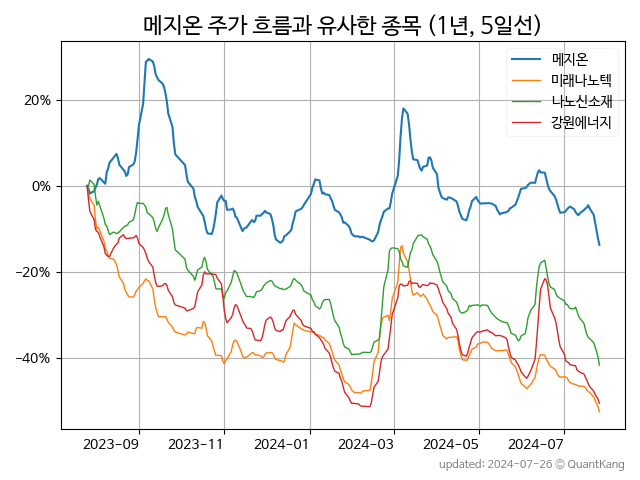 메지온 주가 흐름과 유사한 종목 (1년, 5일선)
메지온
미래나노텍
나노신소재
강원에너지
20%
0%
−20%
−40%
2023-09 2023-11 2024-01 2024-03 2024-05 2024-07
updated: 2024-07-26 © QuantKang